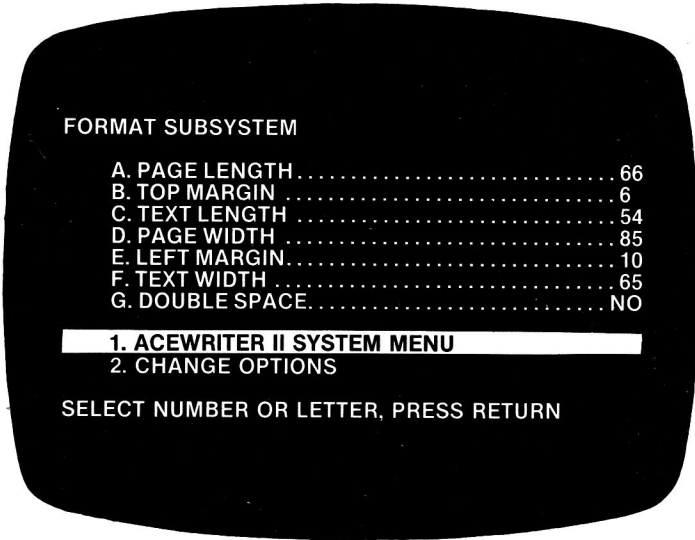 FORMAT SUBSYSTEM
A. PAGE LENGTH............................... 66
B. TOP MARGIN ............................... 6
C. TEXT LENGTH .............................. 54
D. PAGE WIDTH ............................... 85
E. LEFT MARGIN............................... 10
F. TEXT WIDTH ............................... 65
G. DOUBLE SPACE............................ NO
1. ACEWRITER II SYSTEM MENU
2. CHANGE OPTIONS
SELECT NUMBER OR LETTER, PRESS RETURN